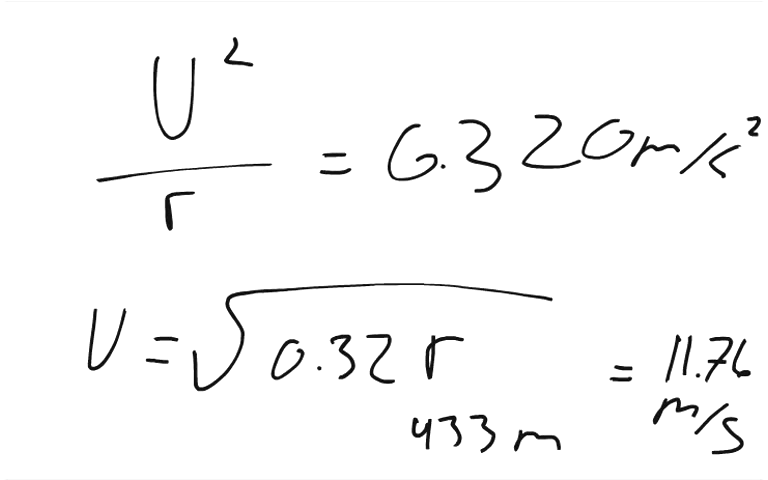 U²/r = 0.320 m/s²
U = √0.32 r = 11.76 m/s
433 m